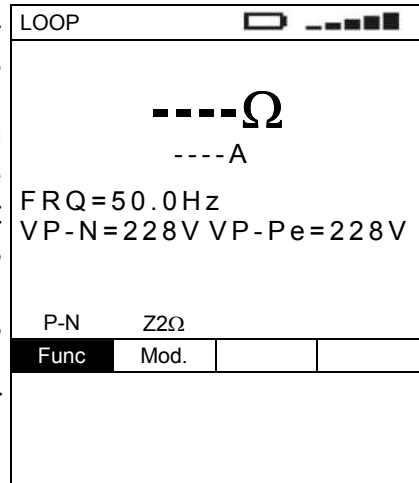 LOOP
----Ω
----A
FRQ=50.0Hz
VP-N=228V VP-Pe=228V
P-N Z2Ω
Func Mod.